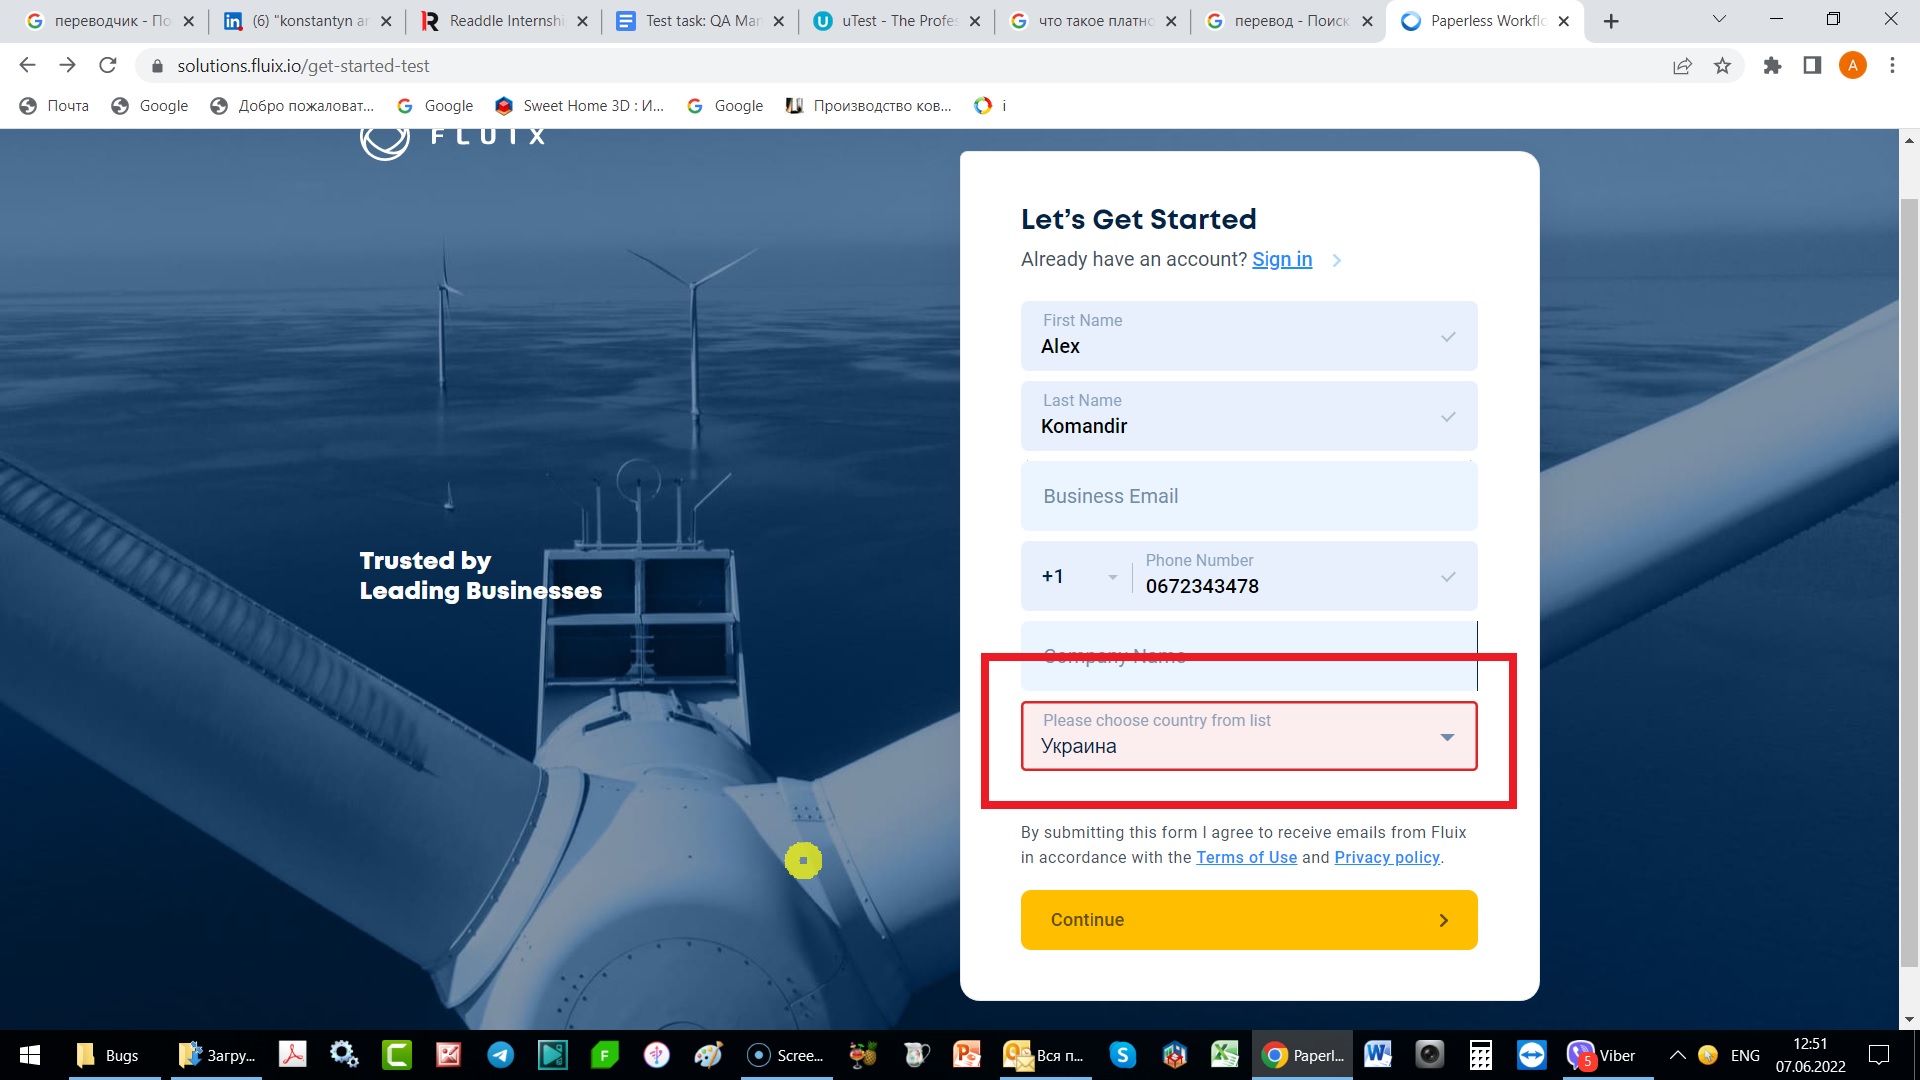 переводчик - По
(6) "konstantyn ar
Readdle Internshi
Test task: QA Man
uTest - The Profes
что такое платно
перевод - Поиск
Paperless Workflo
solutions.fluix.io/get-started-test
A
Почта
Google
Добро пожаловат...
Google
Sweet Home 3D : И...
Google
Производство ков...
i
FLUIX
Trusted by
Leading Businesses
Let’s Get Started
Already have an account? Sign in
First Name
Alex
Last Name
Komandir
Business Email
+1
Phone Number
0672343478
Company Name
Please choose country from list
Украина
By submitting this form I agree to receive emails from Fluix
in accordance with the Terms of Use and Privacy policy.
Continue
Bugs
Загру...
Scree...
Вся п...
Paperl...
5
Viber
ENG
12:51
07.06.2022